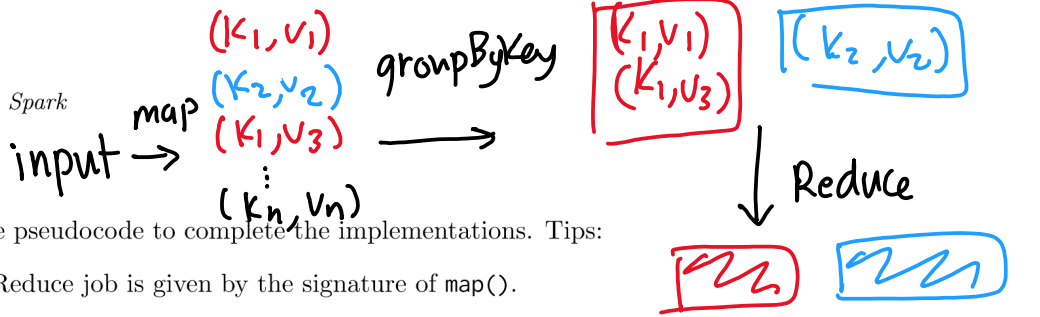 (K1,V1)
(K2,V2)
(K1,V3)
⋮
(Kn,Vn)
groupByKey
(K1,V1)
(K1,V3)
(K2,V2)
Spark
map
input →
Reduce
e pseudocode to complete the implementations. Tips:
Reduce job is given by the signature of map().